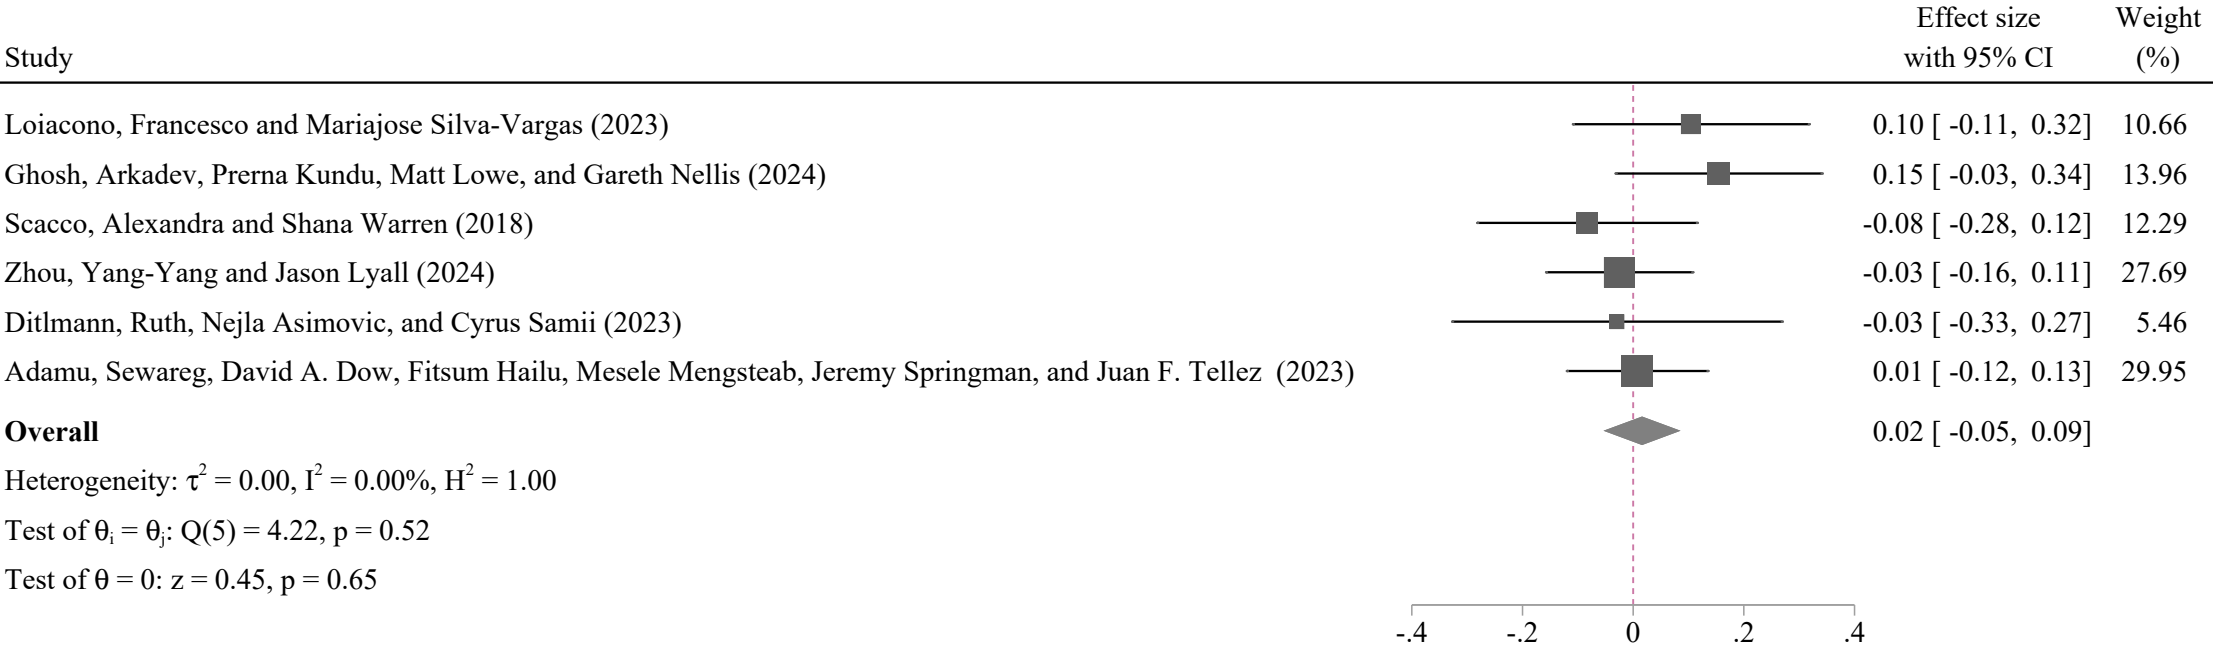 Effect size Weight
Study with 95% CI (%)
Loiacono, Francesco and Mariajose Silva-Vargas (2023) 0.10 [ -0.11, 0.32] 10.66
Ghosh, Arkadev, Prerna Kundu, Matt Lowe, and Gareth Nellis (2024) 0.15 [ -0.03, 0.34] 13.96
Scacco, Alexandra and Shana Warren (2018) -0.08 [ -0.28, 0.12] 12.29
Zhou, Yang-Yang and Jason Lyall (2024) -0.03 [ -0.16, 0.11] 27.69
Ditlmann, Ruth, Nejla Asimovic, and Cyrus Samii (2023) -0.03 [ -0.33, 0.27] 5.46
Adamu, Sewareg, David A. Dow, Fitsum Hailu, Mesele Mengsteab, Jeremy Springman, and Juan F. Tellez (2023) 0.01 [ -0.12, 0.13] 29.95
Overall 0.02 [ -0.05, 0.09]
Heterogeneity: τ² = 0.00, I² = 0.00%, H² = 1.00
Test of θᵢ = θⱼ: Q(5) = 4.22, p = 0.52
Test of θ = 0: z = 0.45, p = 0.65
-.4 -.2 0 .2 .4